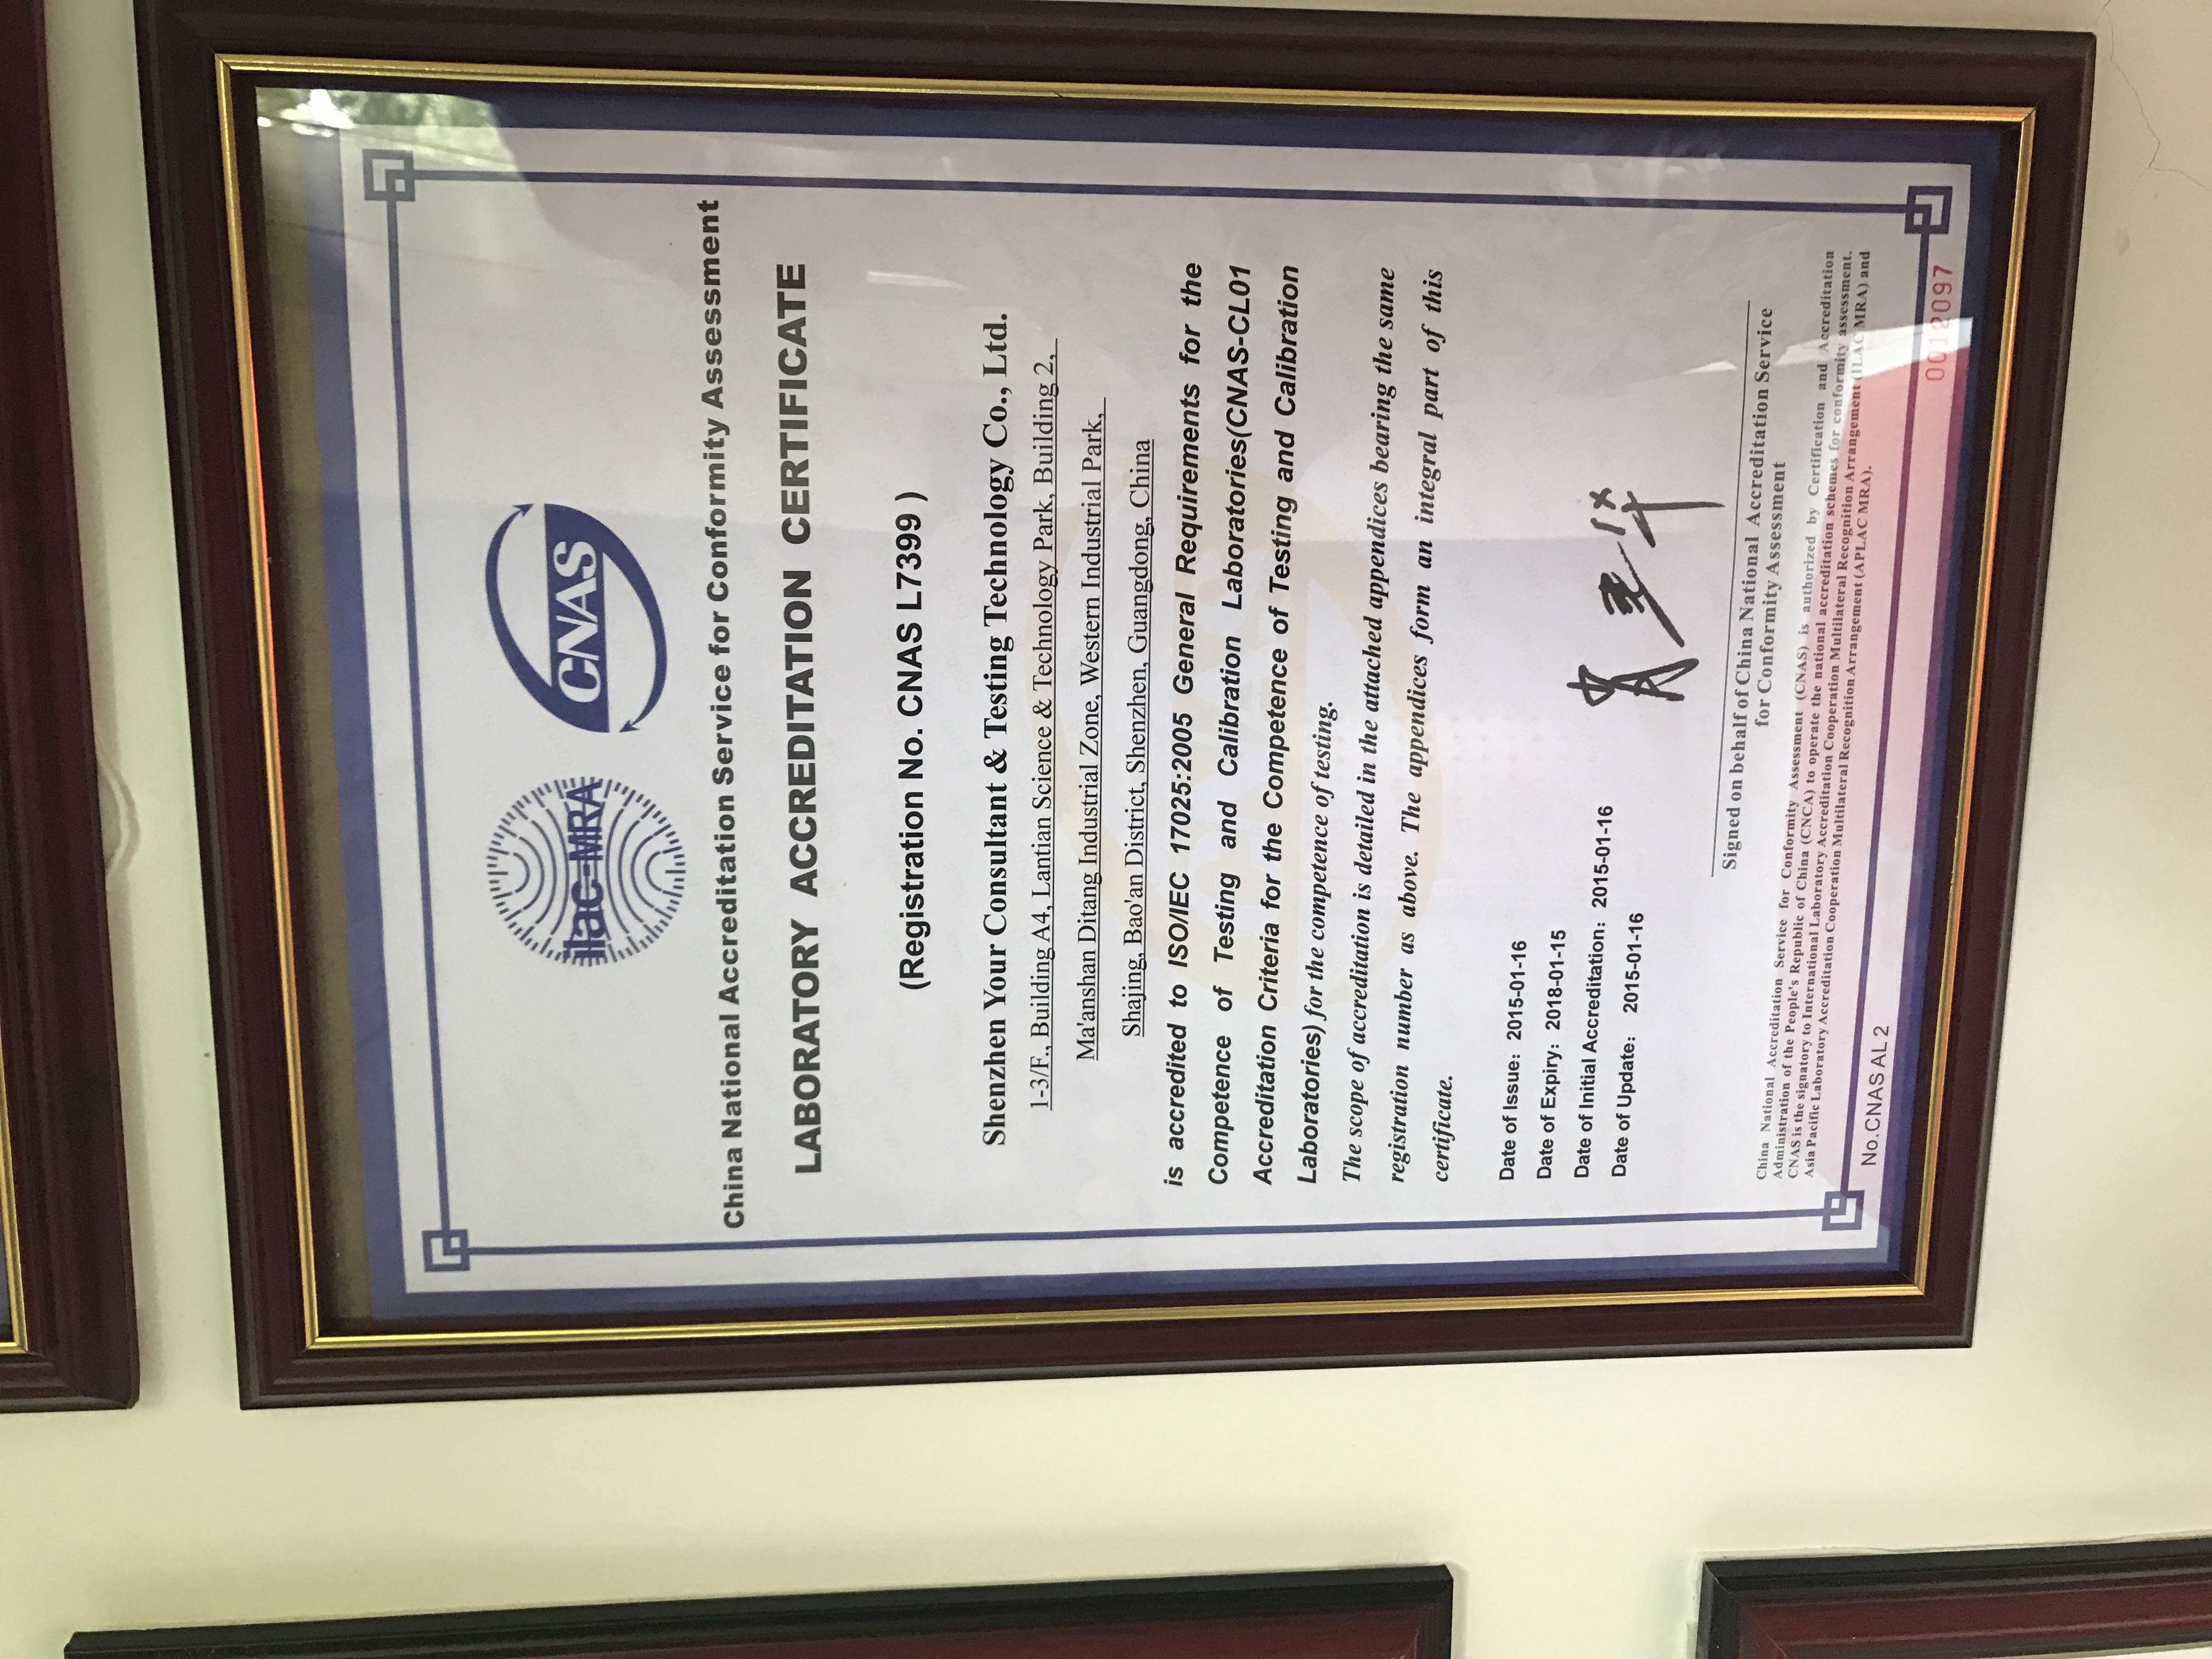 ilac-MRA
CNAS
China National Accreditation Service for Conformity Assessment
LABORATORY ACCREDITATION CERTIFICATE
(Registration No. CNAS L7399 )
Shenzhen Your Consultant & Testing Technology Co., Ltd.
1-3/F., Building A4, Lantian Science & Technology Park, Building 2,
Ma'anshan Ditang Industrial Zone, Western Industrial Park,
Shajing, Bao'an District, Shenzhen, Guangdong, China
is accredited to ISO/IEC 17025:2005 General Requirements for the
Competence of Testing and Calibration Laboratories(CNAS-CL01
Accreditation Criteria for the Competence of Testing and Calibration
Laboratories) for the competence of testing.
The scope of accreditation is detailed in the attached appendices bearing the same
registration number as above. The appendices form an integral part of this
certificate.
Date of Issue: 2015-01-16
Date of Expiry: 2018-01-15
Date of Initial Accreditation: 2015-01-16
Date of Update: 2015-01-16
Signed on behalf of China National Accreditation Service
for Conformity Assessment
China National Accreditation Service for Conformity Assessment (CNAS) is authorized by Certification and Accreditation
Administration of the People's Republic of China (CNCA) to operate the national accreditation schemes for conformity assessment.
CNAS is the signatory to International Laboratory Accreditation Cooperation Multilateral Recognition Arrangement (ILAC MRA) and
Asia Pacific Laboratory Accreditation Cooperation Multilateral Recognition Arrangement (APLAC MRA).
No.CNAS AL 2
0012097